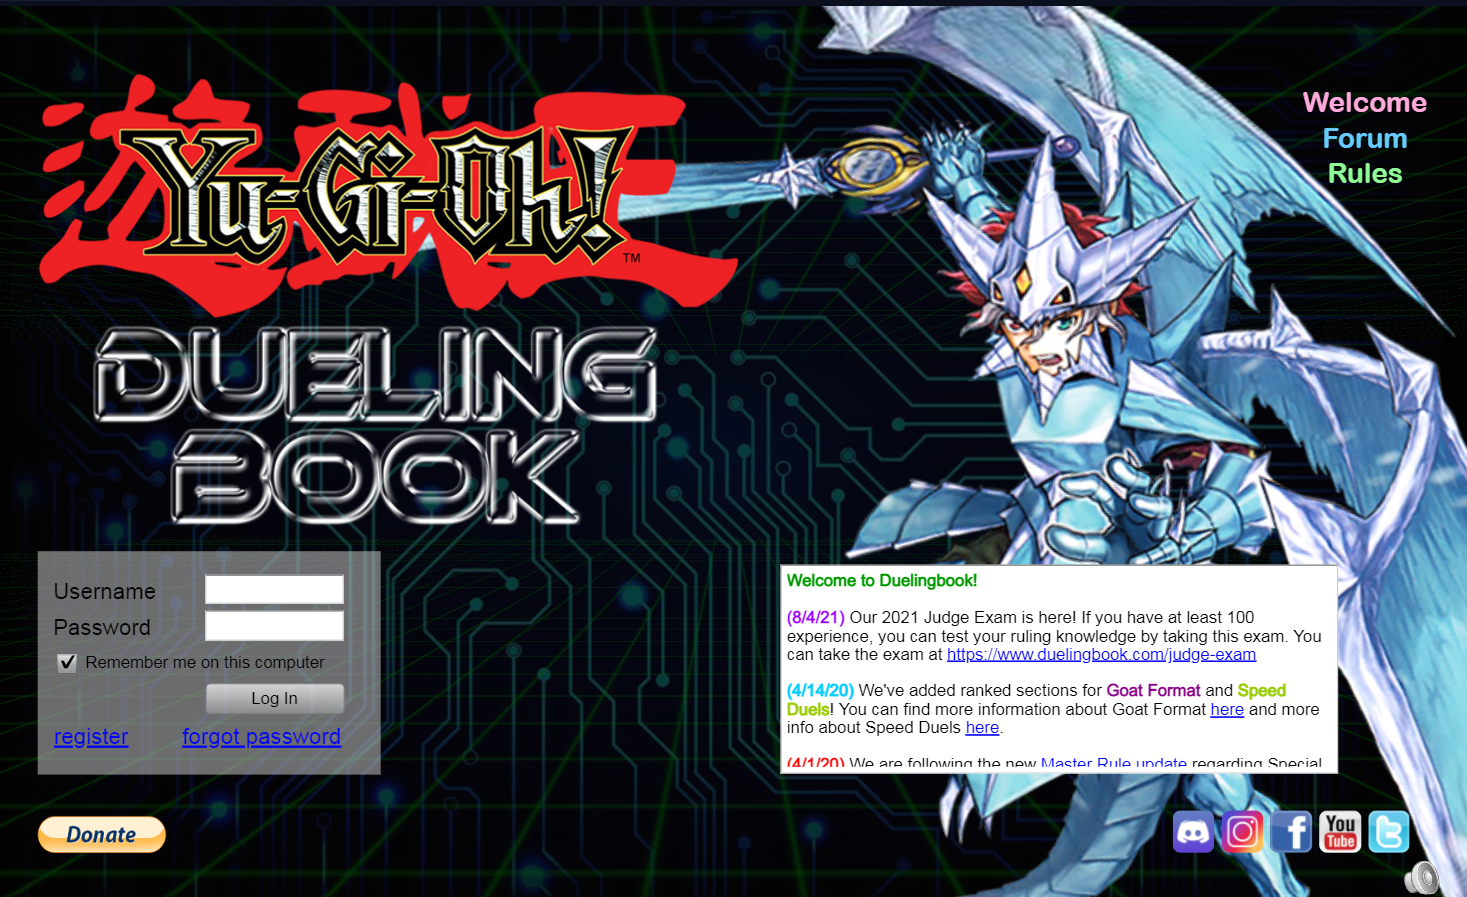 遊戯王
Yu-Gi-Oh!
TM
DUELING
BOOK
Welcome
Forum
Rules
Username
Password
Remember me on this computer
Log In
register
forgot password
Welcome to Duelingbook!
(8/4/21) Our 2021 Judge Exam is here! If you have at least 100
experience, you can test your ruling knowledge by taking this exam. You
can take the exam at https://www.duelingbook.com/judge-exam
(4/14/20) We've added ranked sections for Goat Format and Speed
Duels! You can find more information about Goat Format here and more
info about Speed Duels here.
(4/1/20) We are following the new Master Rule update regarding Special
Donate
You
Tube